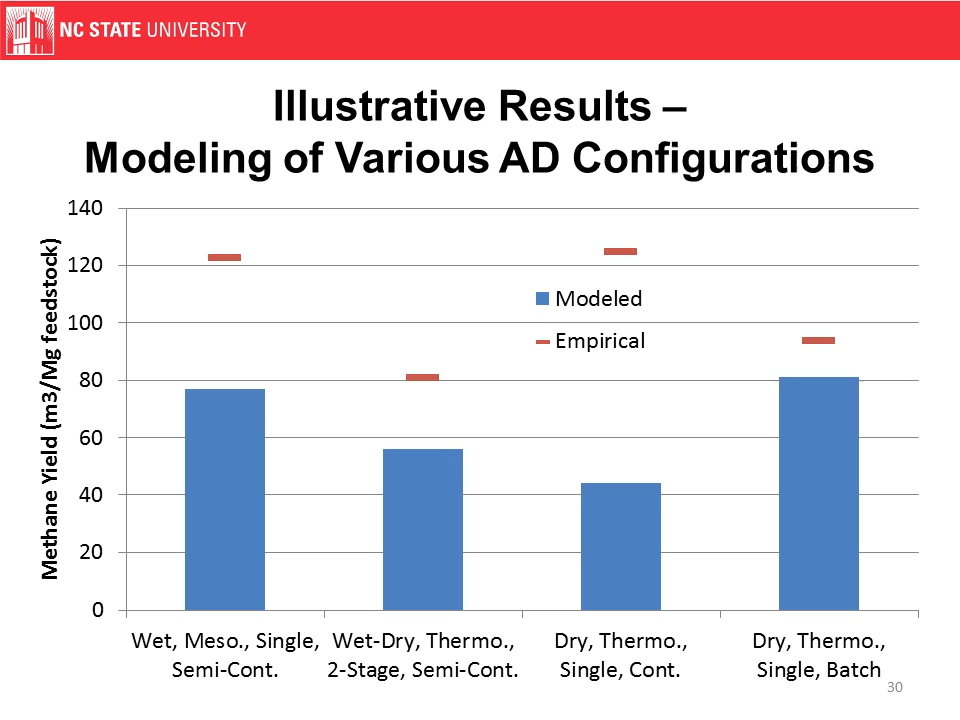 NC STATE UNIVERSITY
Illustrative Results –
Modeling of Various AD Configurations
Methane Yield (m3/Mg feedstock)
140
120
100
80
60
40
20
0
Modeled
Empirical
Wet, Meso., Single,
Semi-Cont.
Wet-Dry, Thermo.,
2-Stage, Semi-Cont.
Dry, Thermo.,
Single, Cont.
Dry, Thermo.,
Single, Batch
30